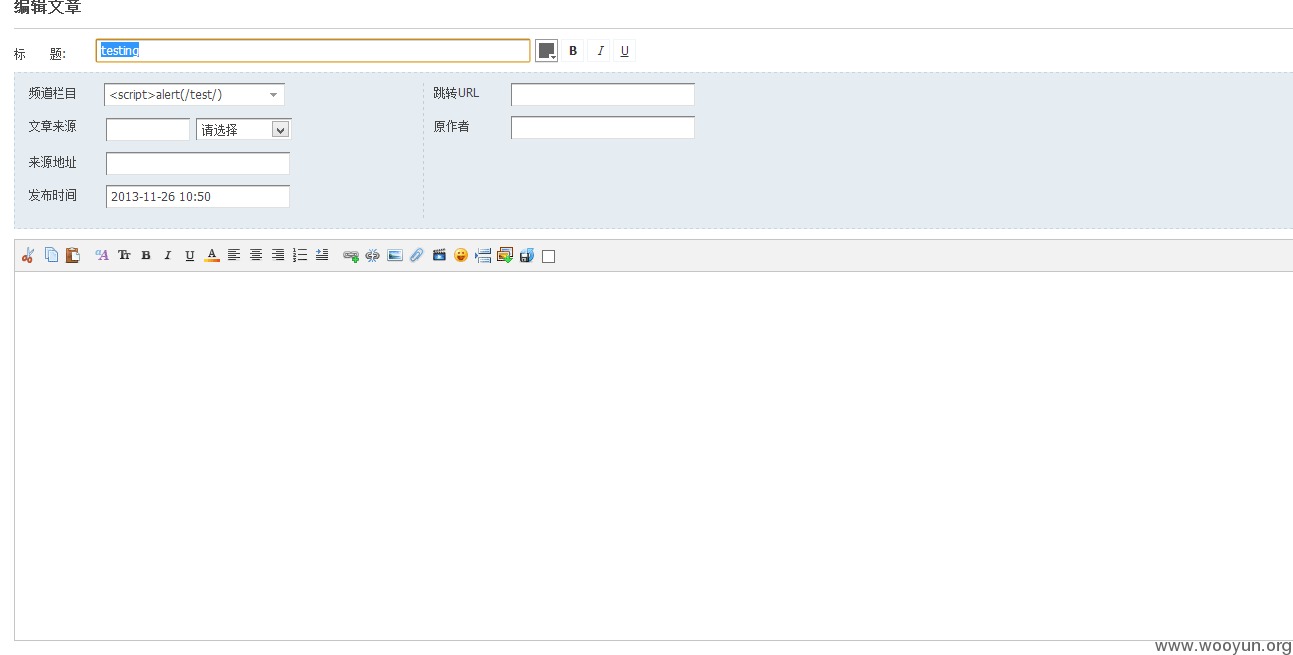 编辑文章
标 题: testing B I U
频道栏目 <script>alert(/test/) 跳转URL
文章来源 请选择 原作者
来源地址
发布时间 2013-11-26 10:50
A Tr B I U A
www.wooyun.org